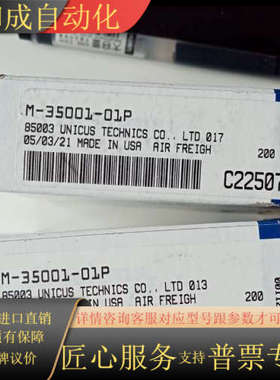 成自动化
M-35001-01P
85003 UNICUS TECHNICS CO., LTD 017
05/03/21 MADE IN USA AIR FREIGH
200
C22507
M-35001-01P
85003 UNICUS TECHNICS CO., LTD 013
MADE IN USA AIR FREIGH
200
进口直销
详情咨询客服对应型号跟参数才可
有保障
牌议价
匠心服务 支持 普票专